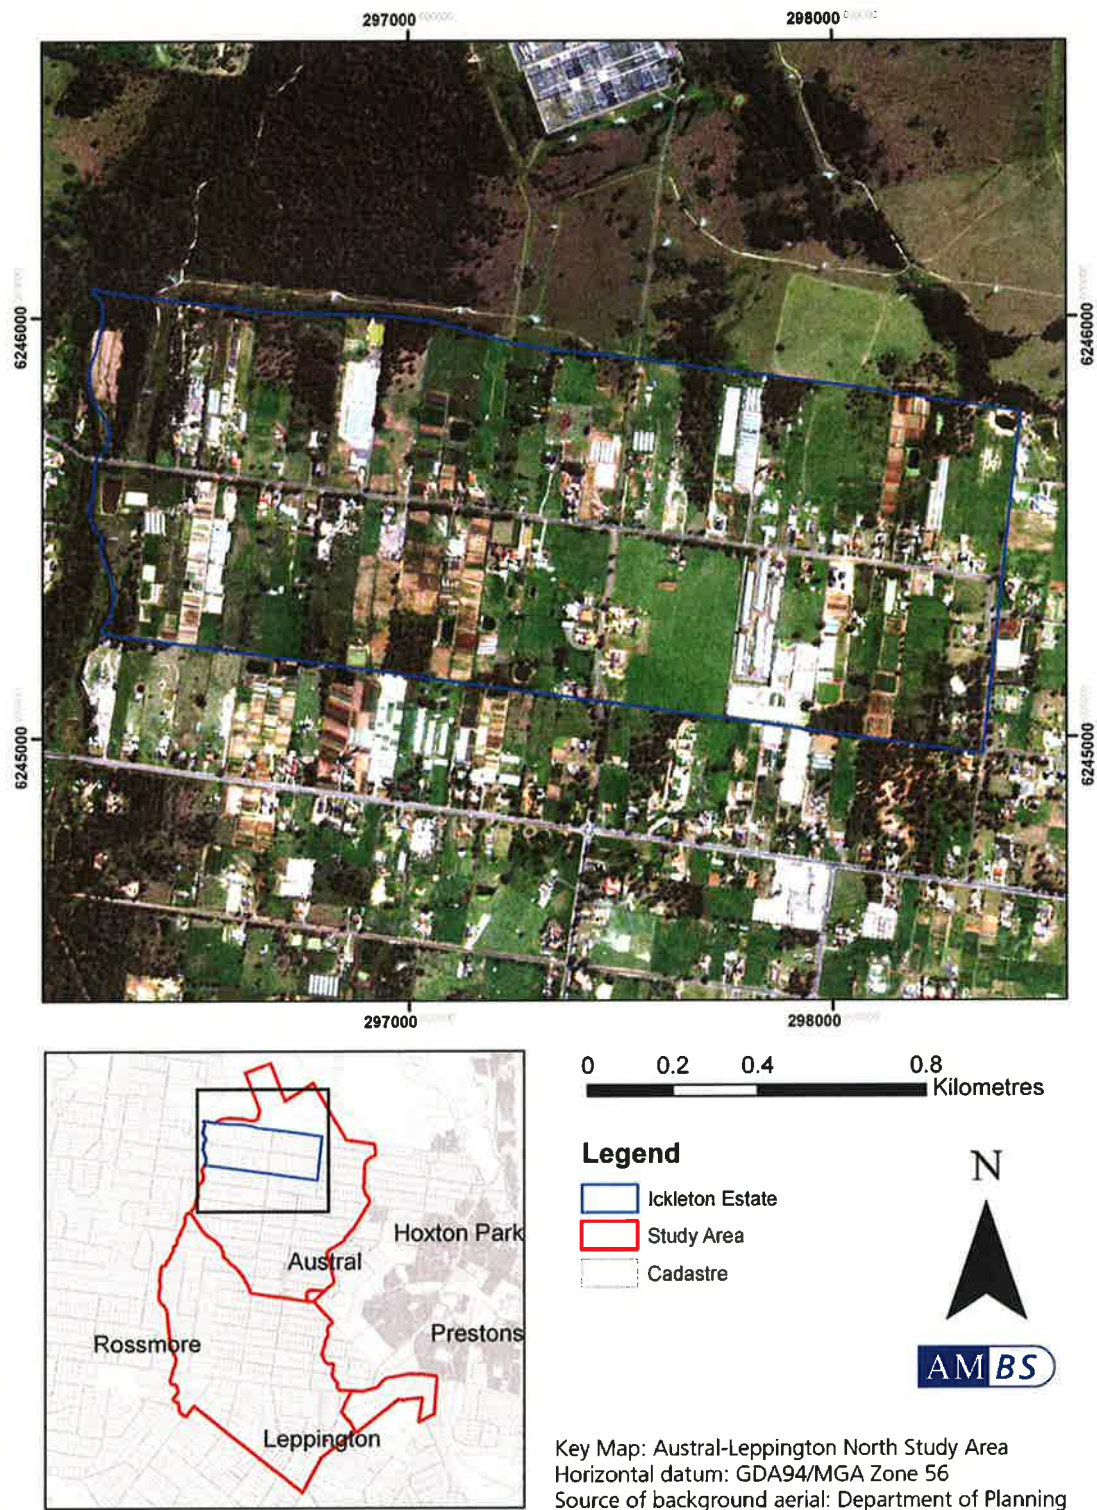 297000
298000
6246000
6246000
6245000
6245000
297000
298000
0 0.2 0.4 0.8
Kilometres
Legend
Ickleton Estate
Study Area
Cadastre
N
AMBS
Hoxton Park
Austral
Prestons
Rossmore
Leppington
Key Map: Austral-Leppington North Study Area
Horizontal datum: GDA94/MGA Zone 56
Source of background aerial: Department of Planning